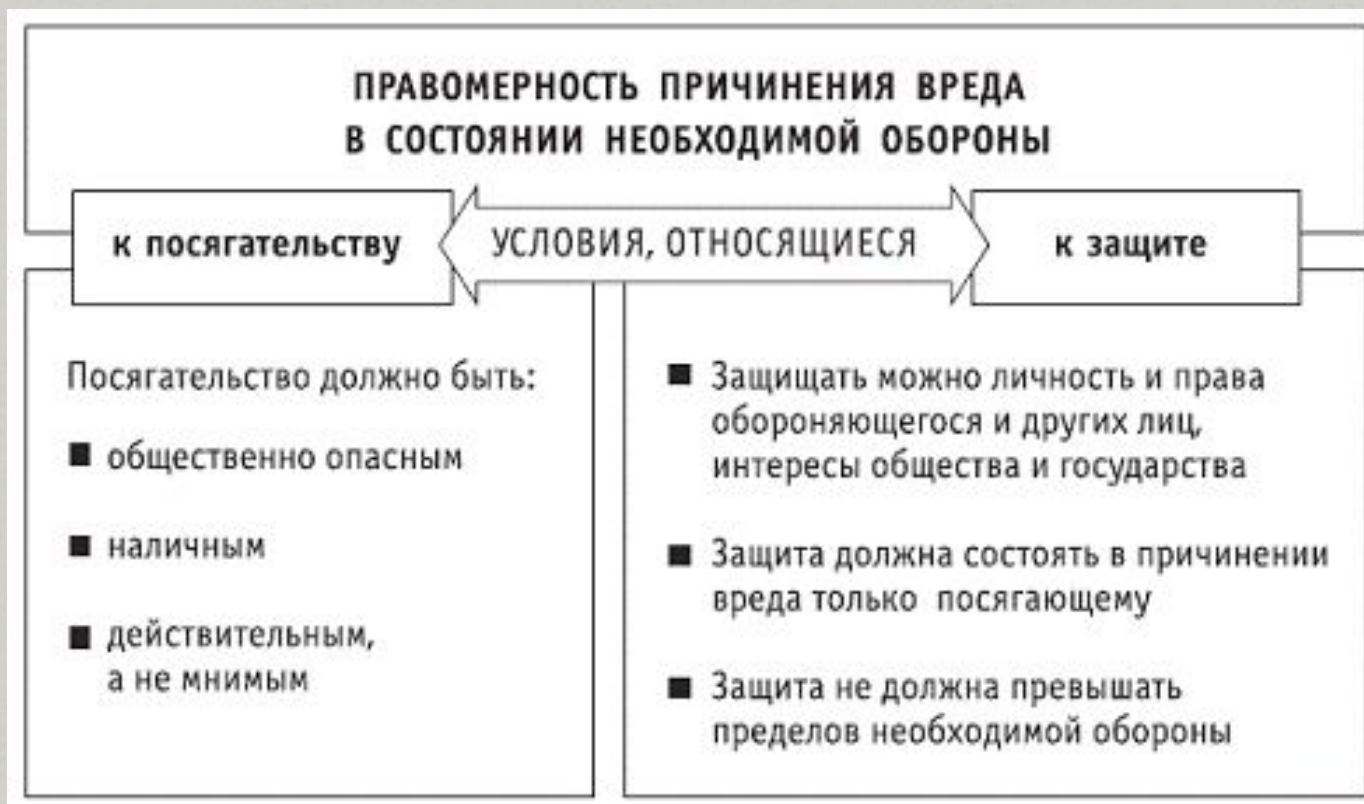 ПРАВОМЕРНОСТЬ ПРИЧИНЕНИЯ ВРЕДА
В СОСТОЯНИИ НЕОБХОДИМОЙ ОБОРОНЫ
к посягательству
УСЛОВИЯ, ОТНОСЯЩИЕСЯ
к защите
Посягательство должно быть:
■ общественно опасным
■ наличным
■ действительным,
а не мнимым
■ Защищать можно личность и права
обороняющегося и других лиц,
интересы общества и государства
■ Защита должна состоять в причинении
вреда только посягающему
■ Защита не должна превышать
пределов необходимой обороны